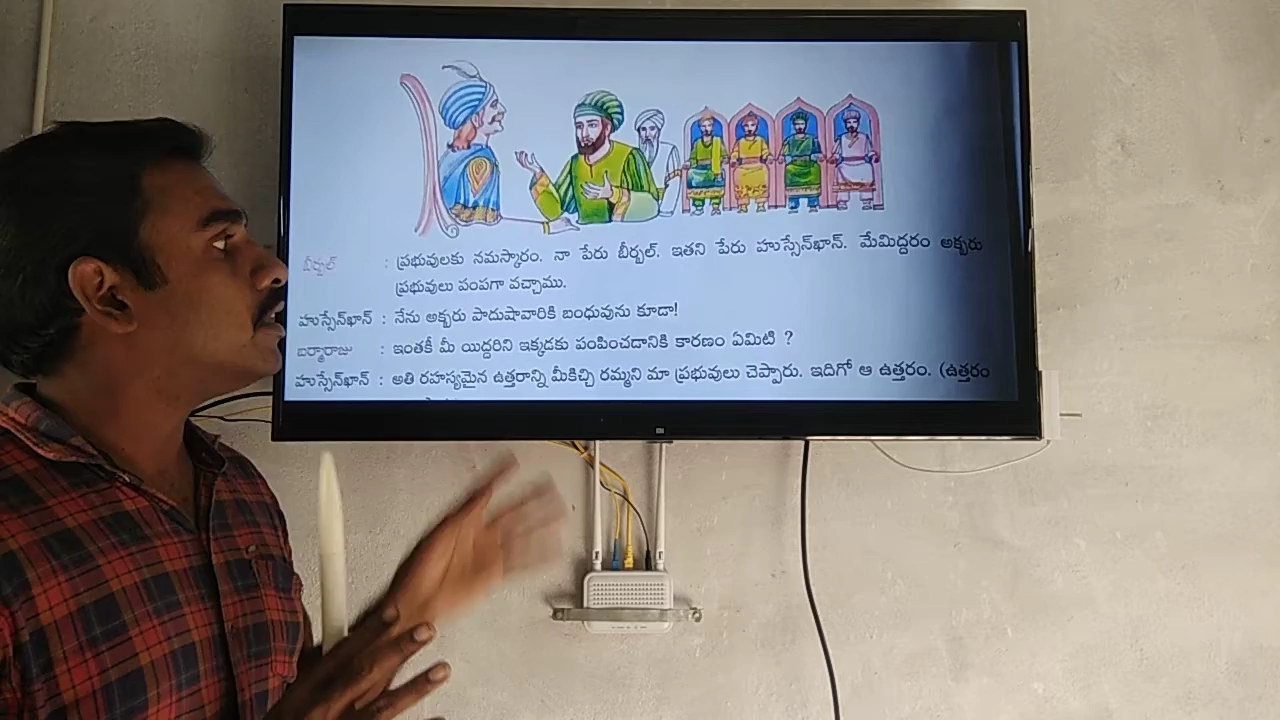 బీర్బల్ : ప్రభువులకు నమస్కారం. నా పేరు బీర్బల్. ఇతని పేరు హుస్సేన్‌ఖాన్. మేమిద్దరం అక్బరు
ప్రభువులు పంపగా వచ్చాము.
హుస్సేన్‌ఖాన్ : నేను అక్బరు పాదుషావారికి బంధువును కూడా!
బర్మారాజు : ఇంతకీ మీ యిద్దరిని ఇక్కడకు పంపించడానికి కారణం ఏమిటి ?
హుస్సేన్‌ఖాన్ : అతి రహస్యమైన ఉత్తరాన్ని మీకిచ్చి రమ్మని మా ప్రభువులు చెప్పారు. ఇదిగో ఆ ఉత్తరం. (ఉత్తరం